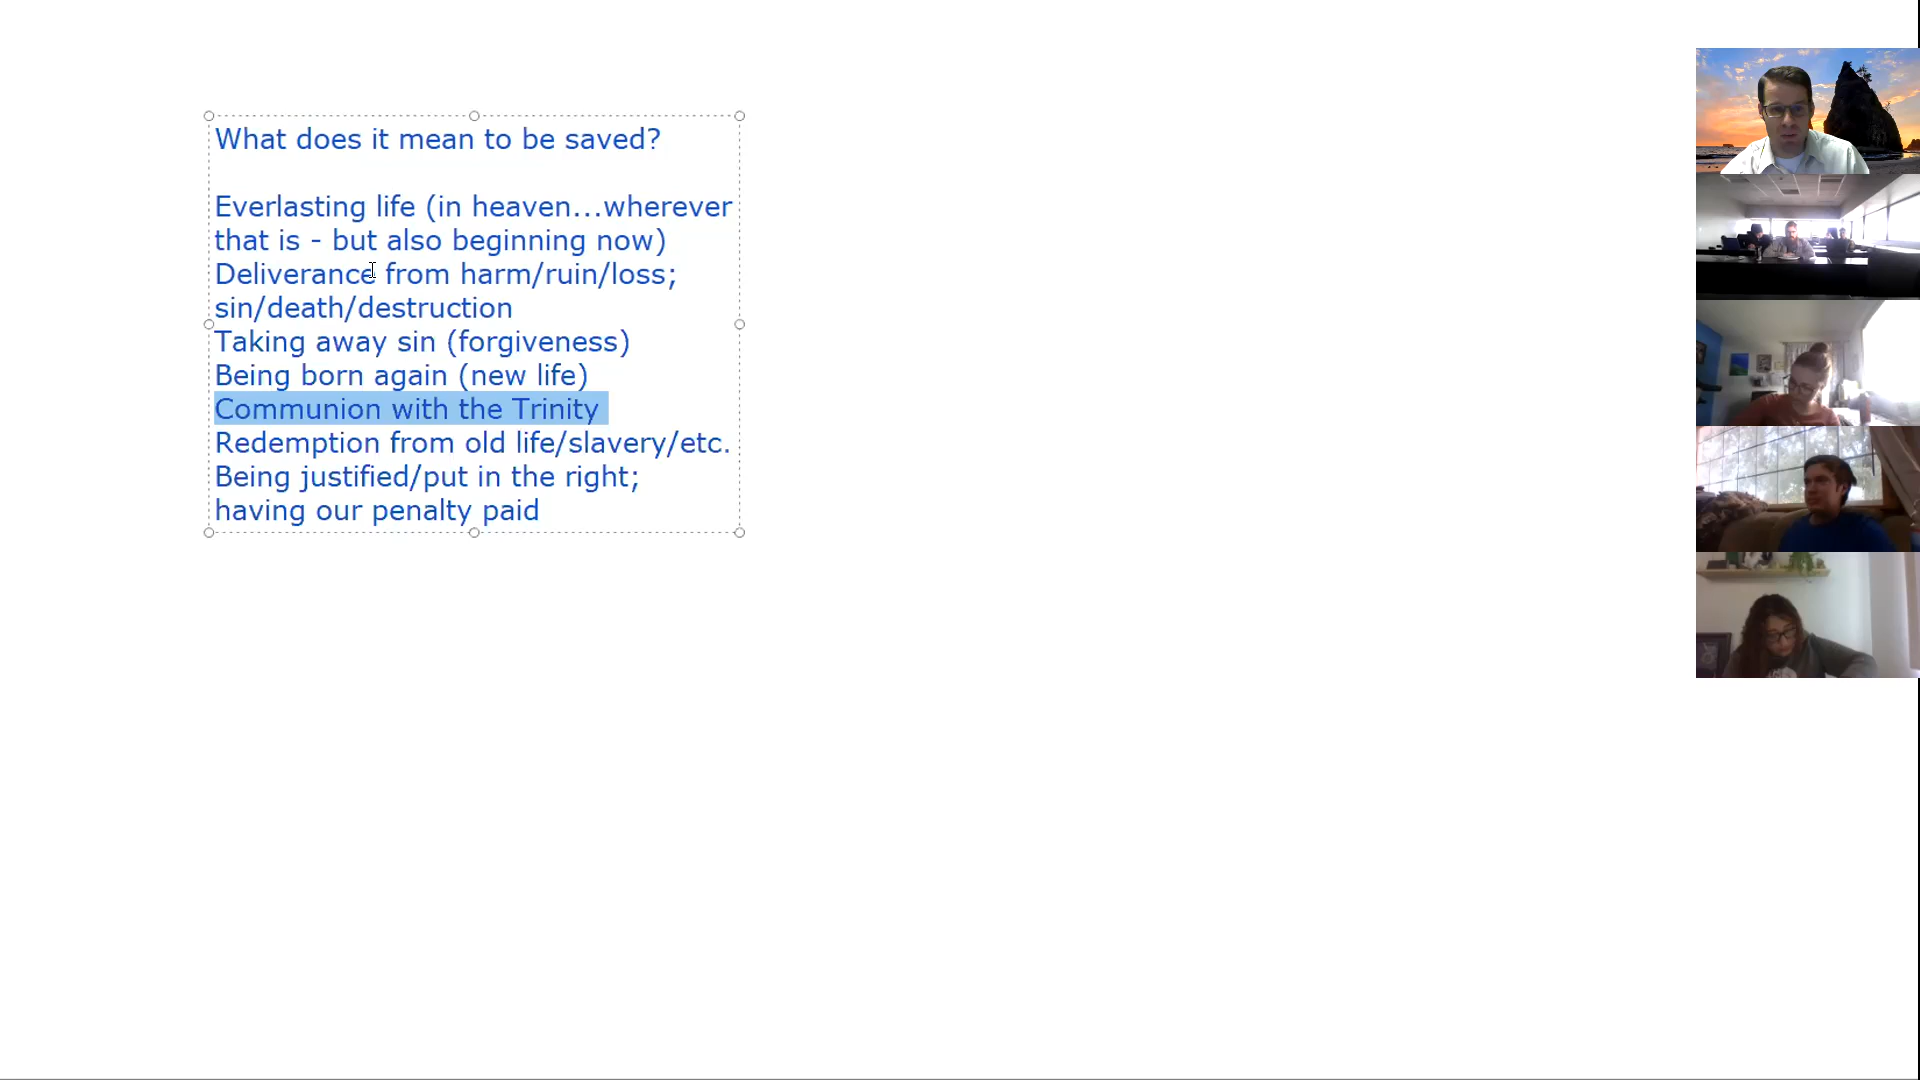 What does it mean to be saved?
Everlasting life (in heaven...wherever
that is - but also beginning now)
Deliverance from harm/ruin/loss;
sin/death/destruction
Taking away sin (forgiveness)
Being born again (new life)
Communion with the Trinity
Redemption from old life/slavery/etc.
Being justified/put in the right;
having our penalty paid